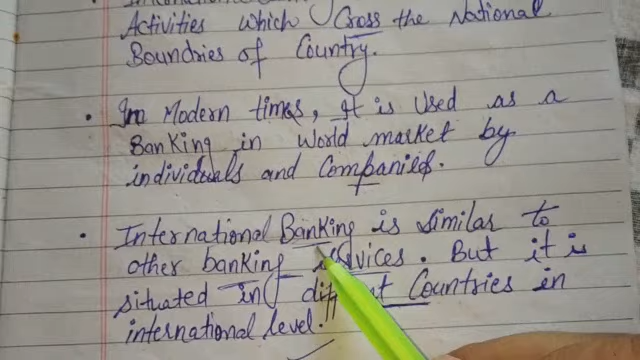 Activities which Cross the National
Boundries of Country.
• In Modern times, It is Used as a
Banking in World market by
individuals and Companies.
• International Banking is Similar to
other banking services. But it is
situated in different Countries in
international level.